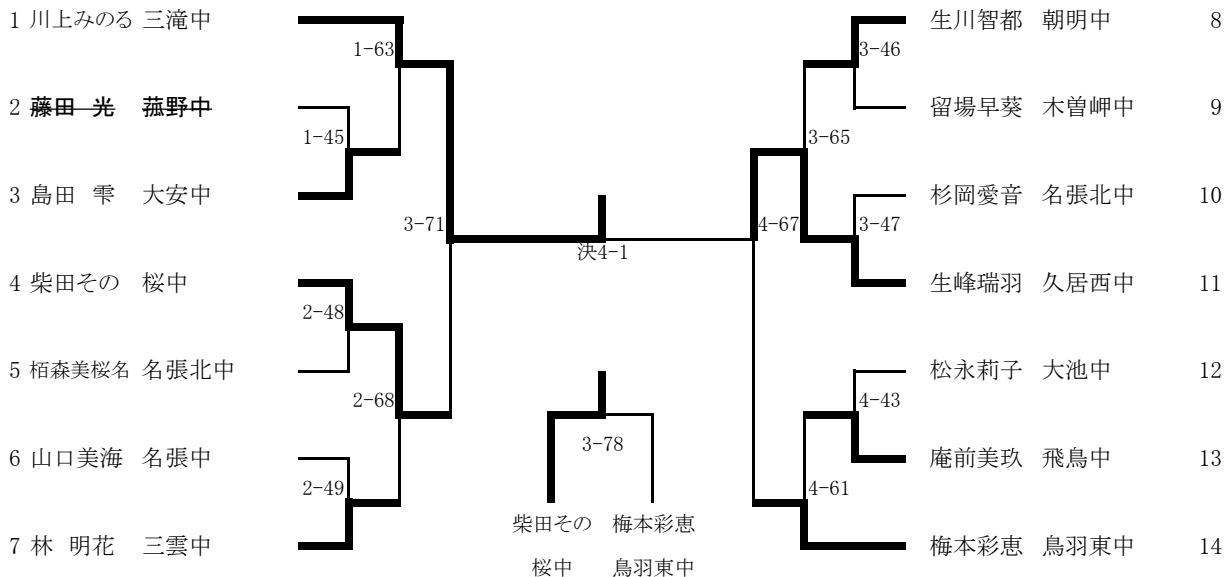 1 川上みのる 三滝中
1-63
2 藤田 光 菰野中
1-45
3 島田 雫 大安中
3-71
4 柴田その 桜中
2-48
5 栢森美桜名 名張北中
2-68
6 山口美海 名張中
2-49
7 林 明花 三雲中
決4-1
3-78
柴田その 梅本彩恵
桜中 鳥羽東中
生川智都 朝明中 8
3-46
留場早葵 木曽岬中 9
3-65
杉岡愛音 名張北中 10
4-67
3-47
生峰瑞羽 久居西中 11
松永莉子 大池中 12
4-43
庵前美玖 飛鳥中 13
4-61
梅本彩恵 鳥羽東中 14